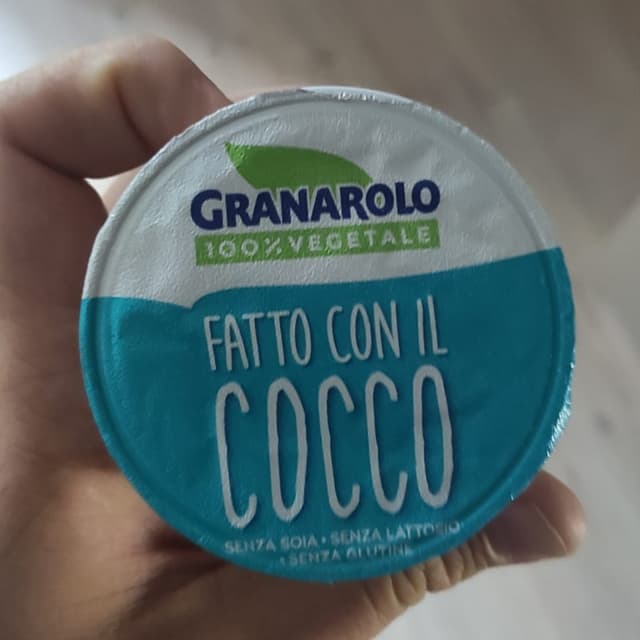 GRANAROLO
100% VEGETALE
FATTO CON IL
COCCO
SENZA SOIA • SENZA LATTOSIO
• SENZA GLUTINE